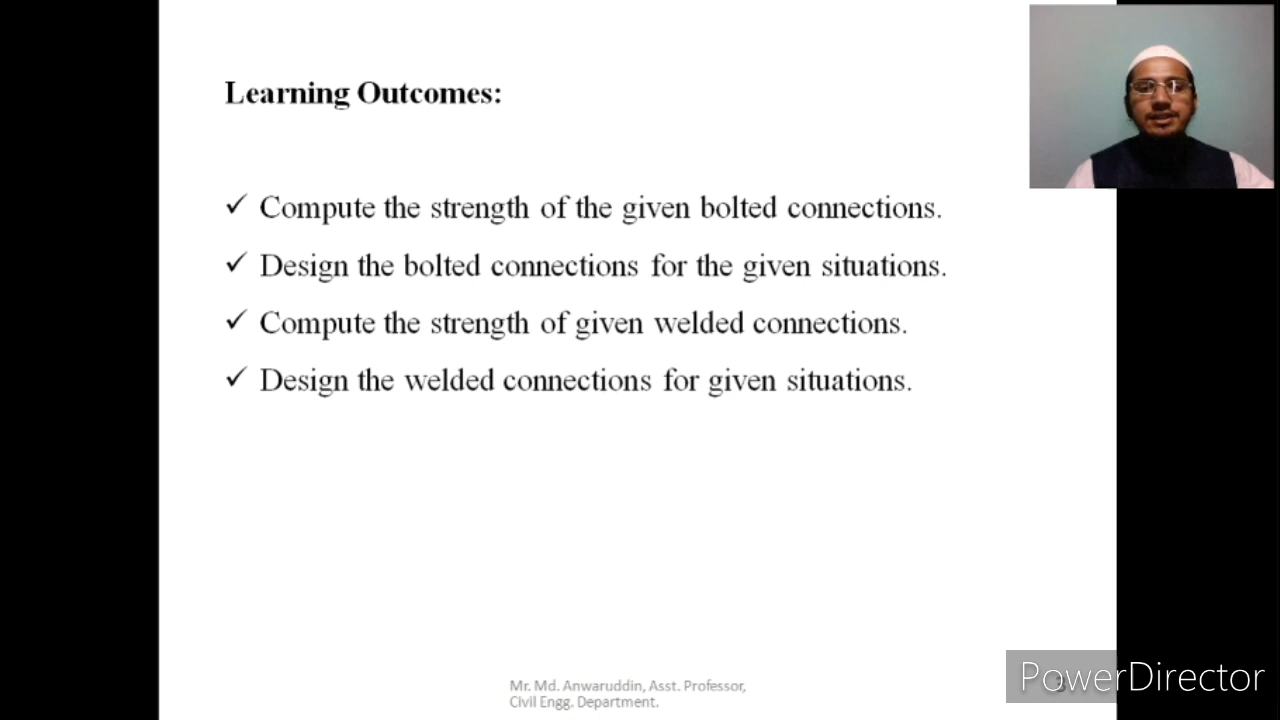 Learning Outcomes:
✓ Compute the strength of the given bolted connections.
✓ Design the bolted connections for the given situations.
✓ Compute the strength of given welded connections.
✓ Design the welded connections for given situations.
Mr. Md. Anwaruddin, Asst. Professor,
Civil Engg. Department.
PowerDirector